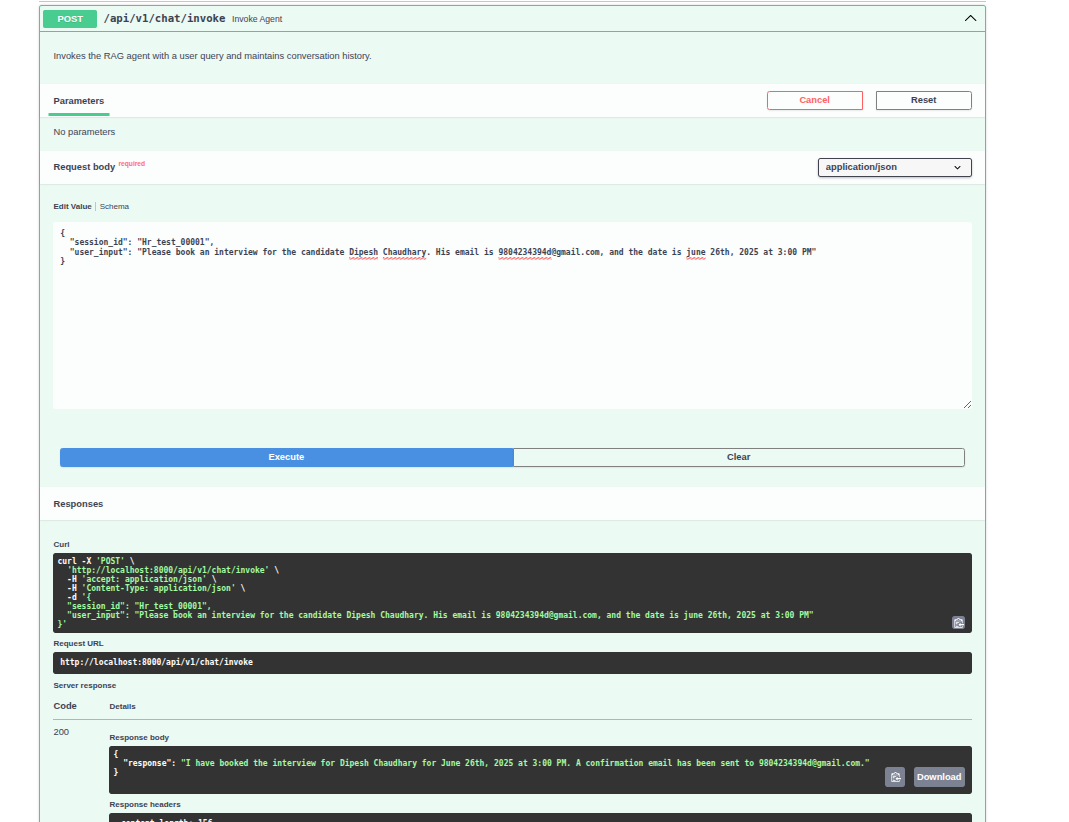 POST /api/v1/chat/invoke Invoke Agent
Invokes the RAG agent with a user query and maintains conversation history.
Parameters
Cancel
Reset
No parameters
Request body required
application/json
Edit Value | Schema
{
  "session_id": "Hr_test_00001",
  "user_input": "Please book an interview for the candidate Dipesh Chaudhary. His email is 9804234394d@gmail.com, and the date is june 26th, 2025 at 3:00 PM"
}
Execute
Clear
Responses
Curl
curl -X 'POST' \
  'http://localhost:8000/api/v1/chat/invoke' \
  -H 'accept: application/json' \
  -H 'Content-Type: application/json' \
  -d '{
  "session_id": "Hr_test_00001",
  "user_input": "Please book an interview for the candidate Dipesh Chaudhary. His email is 9804234394d@gmail.com, and the date is june 26th, 2025 at 3:00 PM"
}'
Request URL
http://localhost:8000/api/v1/chat/invoke
Server response
Code Details
200
Response body
{
  "response": "I have booked the interview for Dipesh Chaudhary for June 26th, 2025 at 3:00 PM. A confirmation email has been sent to 9804234394d@gmail.com."
}
Download
Response headers